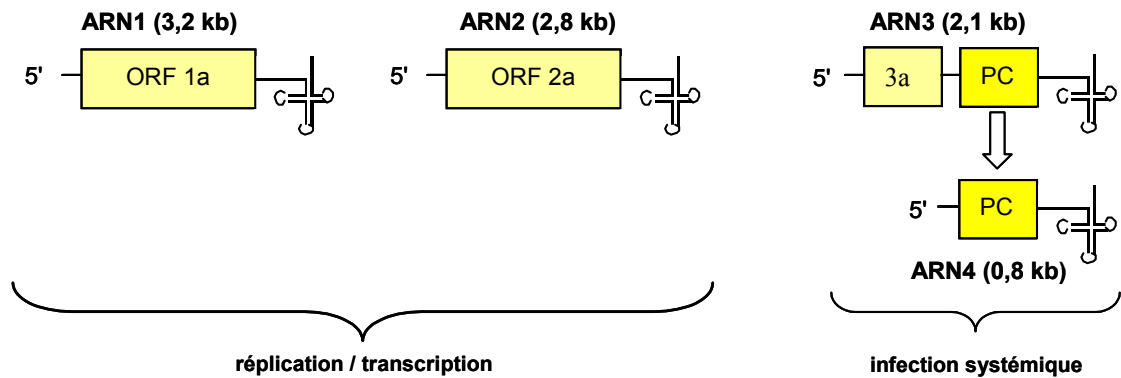 ARN1 (3,2 kb) ARN2 (2,8 kb) ARN3 (2,1 kb)
5' ORF 1a 5' ORF 2a 5' 3a PC
5' PC
ARN4 (0,8 kb)
réplication / transcription infection systémique